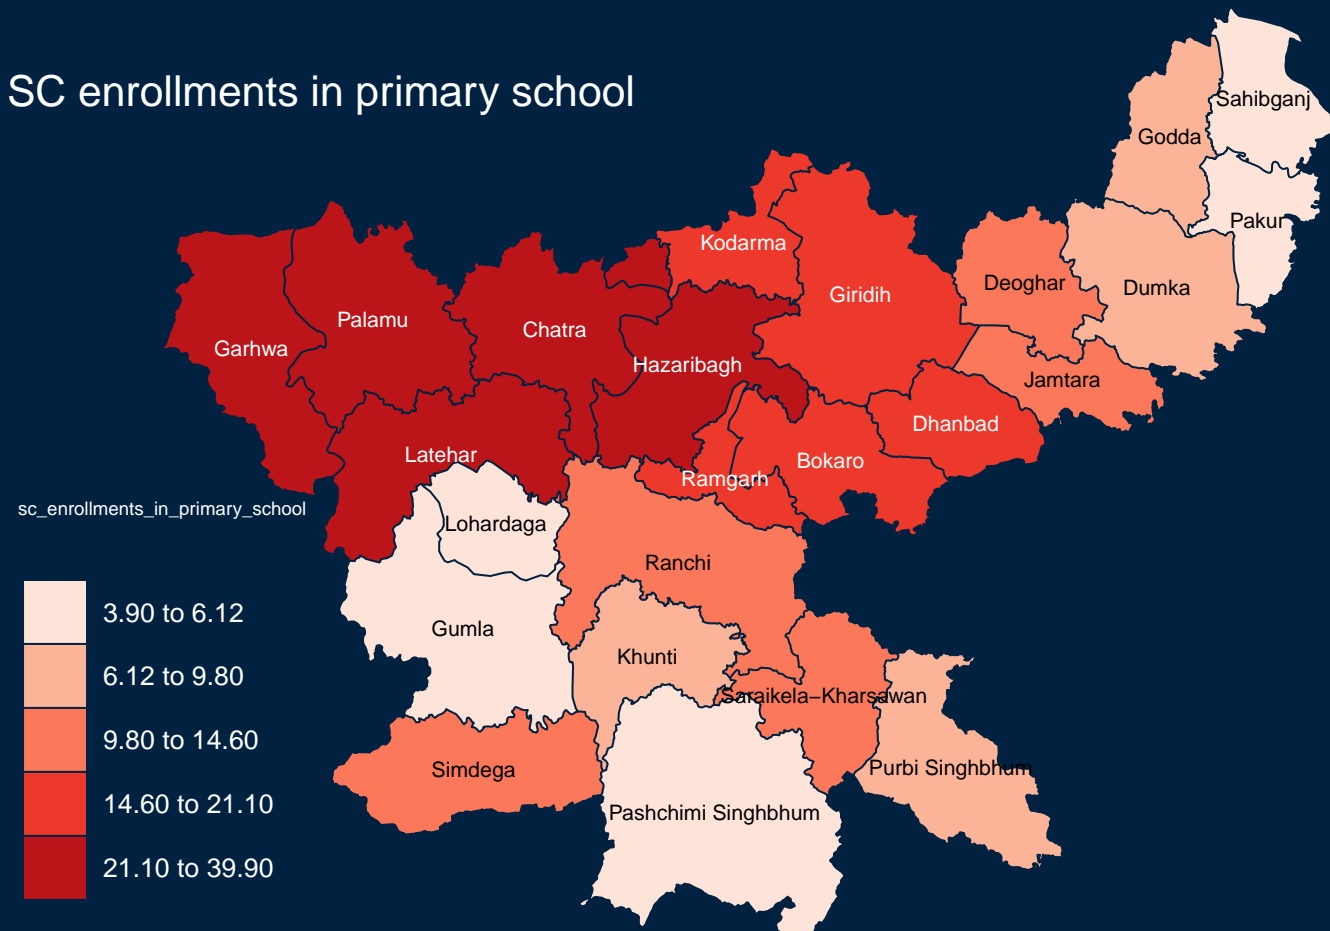 SC enrollments in primary school
Sahibganj
Godda
Pakur
Kodarma
Deoghar
Dumka
Giridih
Palamu
Chatra
Garhwa
Hazaribagh
Jamtara
Dhanbad
Latehar
Bokaro
Ramgarh
sc_enrollments_in_primary_school
Lohardaga
Ranchi
3.90 to 6.12
Gumla
Khunti
6.12 to 9.80
Saraikela−Kharsawan
9.80 to 14.60
Simdega
Purbi Singhbhum
14.60 to 21.10
Pashchimi Singhbhum
21.10 to 39.90